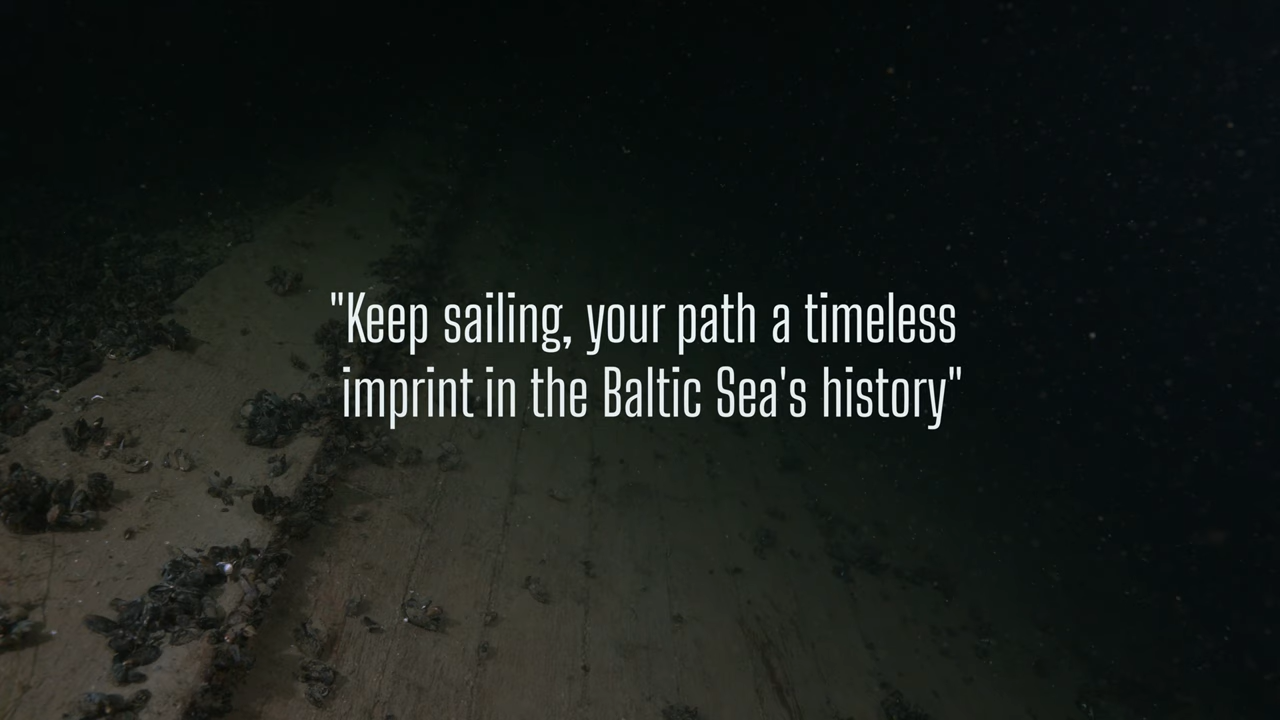 "Keep sailing, your path a timeless
imprint in the Baltic Sea's history"